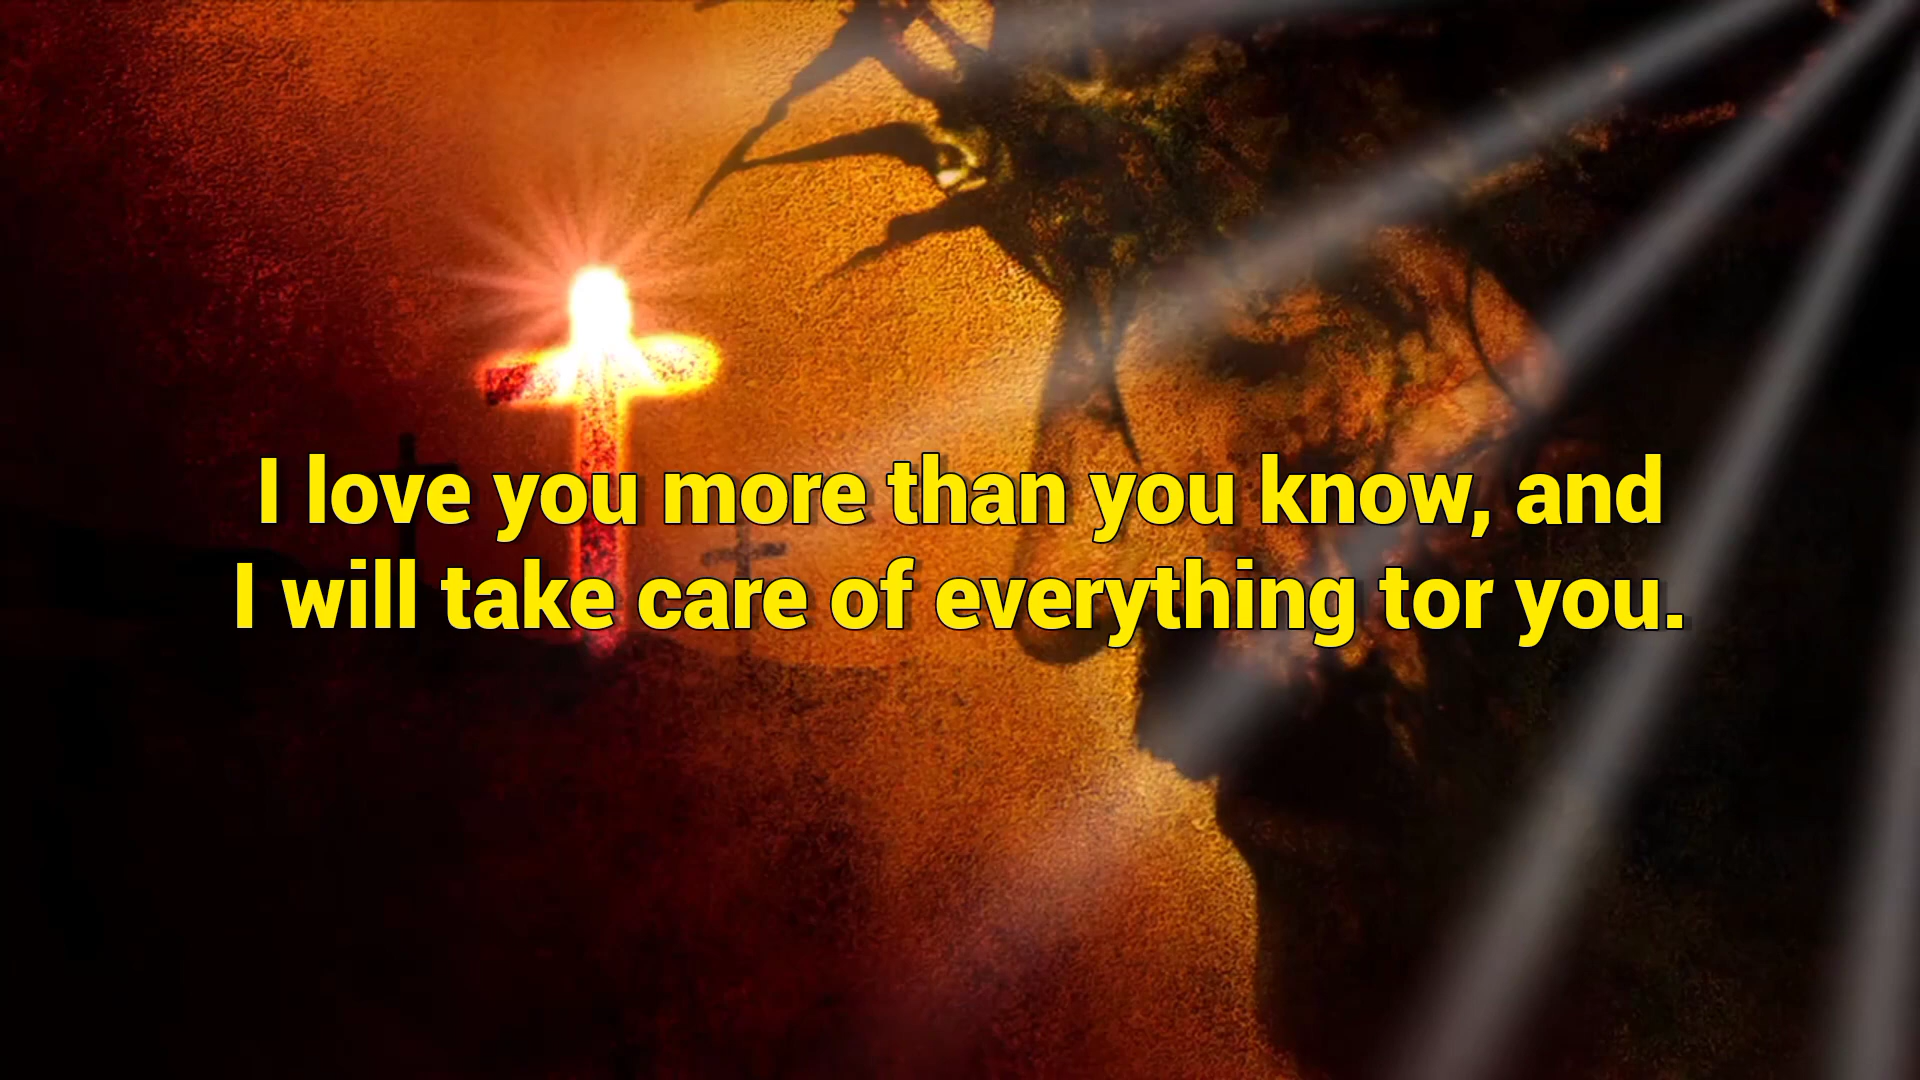 I love you more than you know, and
I will take care of everything tor you.